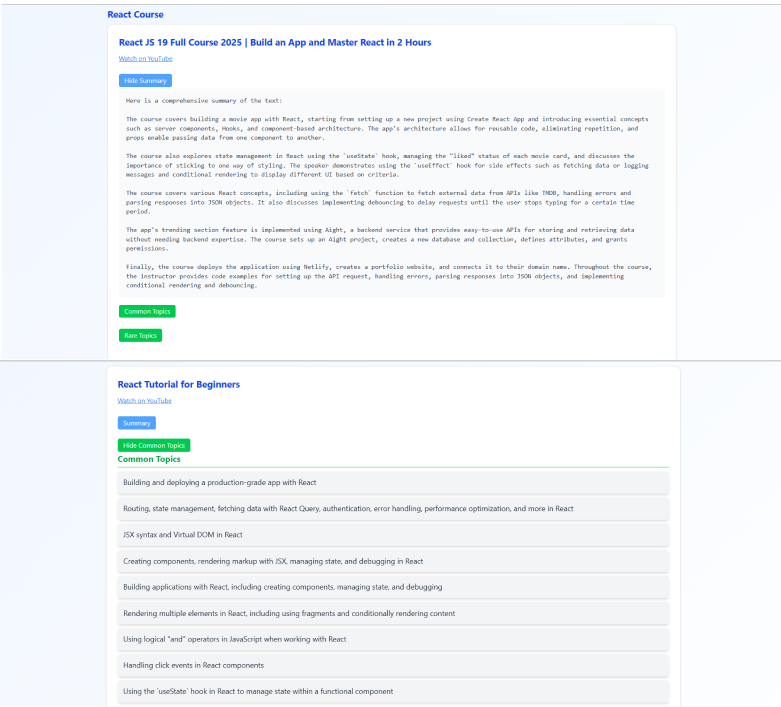 React Course
React JS 19 Full Course 2025 | Build an App and Master React in 2 Hours
Watch on YouTube
Hide Summary
Here is a comprehensive summary of the text:
The course covers building a movie app with React, starting from setting up a new project using Create React App and introducing essential concepts
such as server components, Hooks, and component-based architecture. The app's architecture allows for reusable code, eliminating repetition, and
props enable passing data from one component to another.
The course also explores state management in React using the `useState` hook, managing the "liked" status of each movie card, and discusses the
importance of sticking to one way of styling. The speaker demonstrates using the `useEffect` hook for side effects such as fetching data or logging
messages and conditional rendering to display different UI based on criteria.
The course covers various React concepts, including using the `fetch` function to fetch external data from APIs like TMDB, handling errors and
parsing responses into JSON objects. It also discusses implementing debouncing to delay requests until the user stops typing for a certain time
period.
The app's trending section feature is implemented using Aight, a backend service that provides easy-to-use APIs for storing and retrieving data
without needing backend expertise. The course sets up an Aight project, creates a new database and collection, defines attributes, and grants
permissions.
Finally, the course deploys the application using Netlify, creates a portfolio website, and connects it to their domain name. Throughout the course,
the instructor provides code examples for setting up the API request, handling errors, parsing responses into JSON objects, and implementing
conditional rendering and debouncing.
Common Topics
Rare Topics
React Tutorial for Beginners
Watch on YouTube
Summary
Hide Common Topics
Common Topics
Building and deploying a production-grade app with React
Routing, state management, fetching data with React Query, authentication, error handling, performance optimization, and more in React
JSX syntax and Virtual DOM in React
Creating components, rendering markup with JSX, managing state, and debugging in React
Building applications with React, including creating components, managing state, and debugging
Rendering multiple elements in React, including using fragments and conditionally rendering content
Using logical "and" operators in JavaScript when working with React
Handling click events in React components
Using the `useState` hook in React to manage state within a functional component